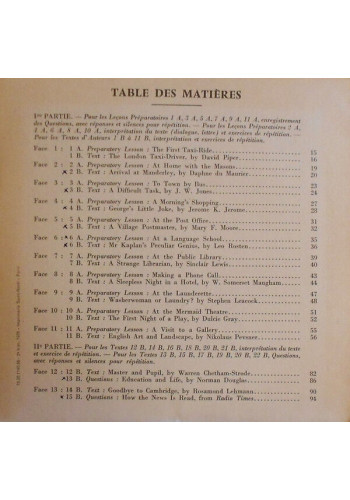 TABLE DES MATIÈRES
Iʳᵉ PARTIE. — Pour les Leçons Préparatoires 1 A, 3 A, 5 A, 7 A, 9 A, 11 A, enregistrement
des Questions, avec réponses et silences pour répétition. — Pour les Leçons Préparatoires 2 A,
4 A, 6 A, 8 A, 10 A, interprétation du texte (dialogue, lettre) et exercices de répétition. —
Pour les Textes d'Auteurs 1 B à 11 B, interprétation et exercices de répétition.
Face 1 : 1 A. Preparatory Lesson : The First Taxi-Ride. 15
1 B. Text : The London Taxi-Driver, by David Piper 16
Face 2 : 2 A. Preparatory Lesson : At Home with the Masons 19
× 2 B. Text : Arrival at Manderley, by Daphne du Maurier 20
Face 3 : 3 A. Preparatory Lesson : To Town by Bus 23
× 3 B. Text : A Difficult Task, by J. W. Jones 24
Face 4 : 4 A. Preparatory Lesson : A Morning's Shopping 27
× 4 B. Text : George's Little Joke, by Jerome K. Jerome 28
Face 5 : 5 A. Preparatory Lesson : At the Post Office 31
5 B. Text : A Village Postmaster, by Mary F. Moore 32
Face 6 : 6 A. Preparatory Lesson : At a Language School 35
× 6 B. Text : Mr Kaplan's Peculiar Genius, by Leo Rosten 36
Face 7 : 7 A. Preparatory Lesson : At the Public Library 39
7 B. Text : A Strange Librarian, by Sinclair Lewis 40
Face 8 : 8 A. Preparatory Lesson : Making a Phone Call 43
8 B. Text : A Sleepless Night in a Hotel, by W. Somerset Maugham 44
Face 9 : 9 A. Preparatory Lesson : At the Launderette 47
9 B. Text : Washerwoman or Laundry? by Stephen Leacock 48
Face 10 : 10 A. Preparatory Lesson : At the Mermaid Theatre 51
10 B. Text : The First Night of a Play, by Dulcie Gray 52
Face 11 : 11 A. Preparatory Lesson : A Visit to a Gallery 55
11 B. Text : English Art and Landscape, by Nikolaus Pevsner 56
IIᵉ PARTIE. — Pour les Textes 12 B, 14 B, 16 B, 18 B, 20 B, 21 B, interprétation du texte
et exercice de répétition. — Pour les Textes 13 B, 15 B, 17 B, 19 B, 20 B, 22 B, Questions,
avec réponses et silences pour répétition.
Face 12 : 12 B. Text : Master and Pupil, by Warren Chetham-Strode 82
× 13 B. Questions : Education and Life, by Norman Douglas 86
Face 13 : 14 B. Text : Goodbye to Cambridge, by Rosamond Lehmann 90
× 15 B. Questions : How the News Is Read, from Radio Times 94